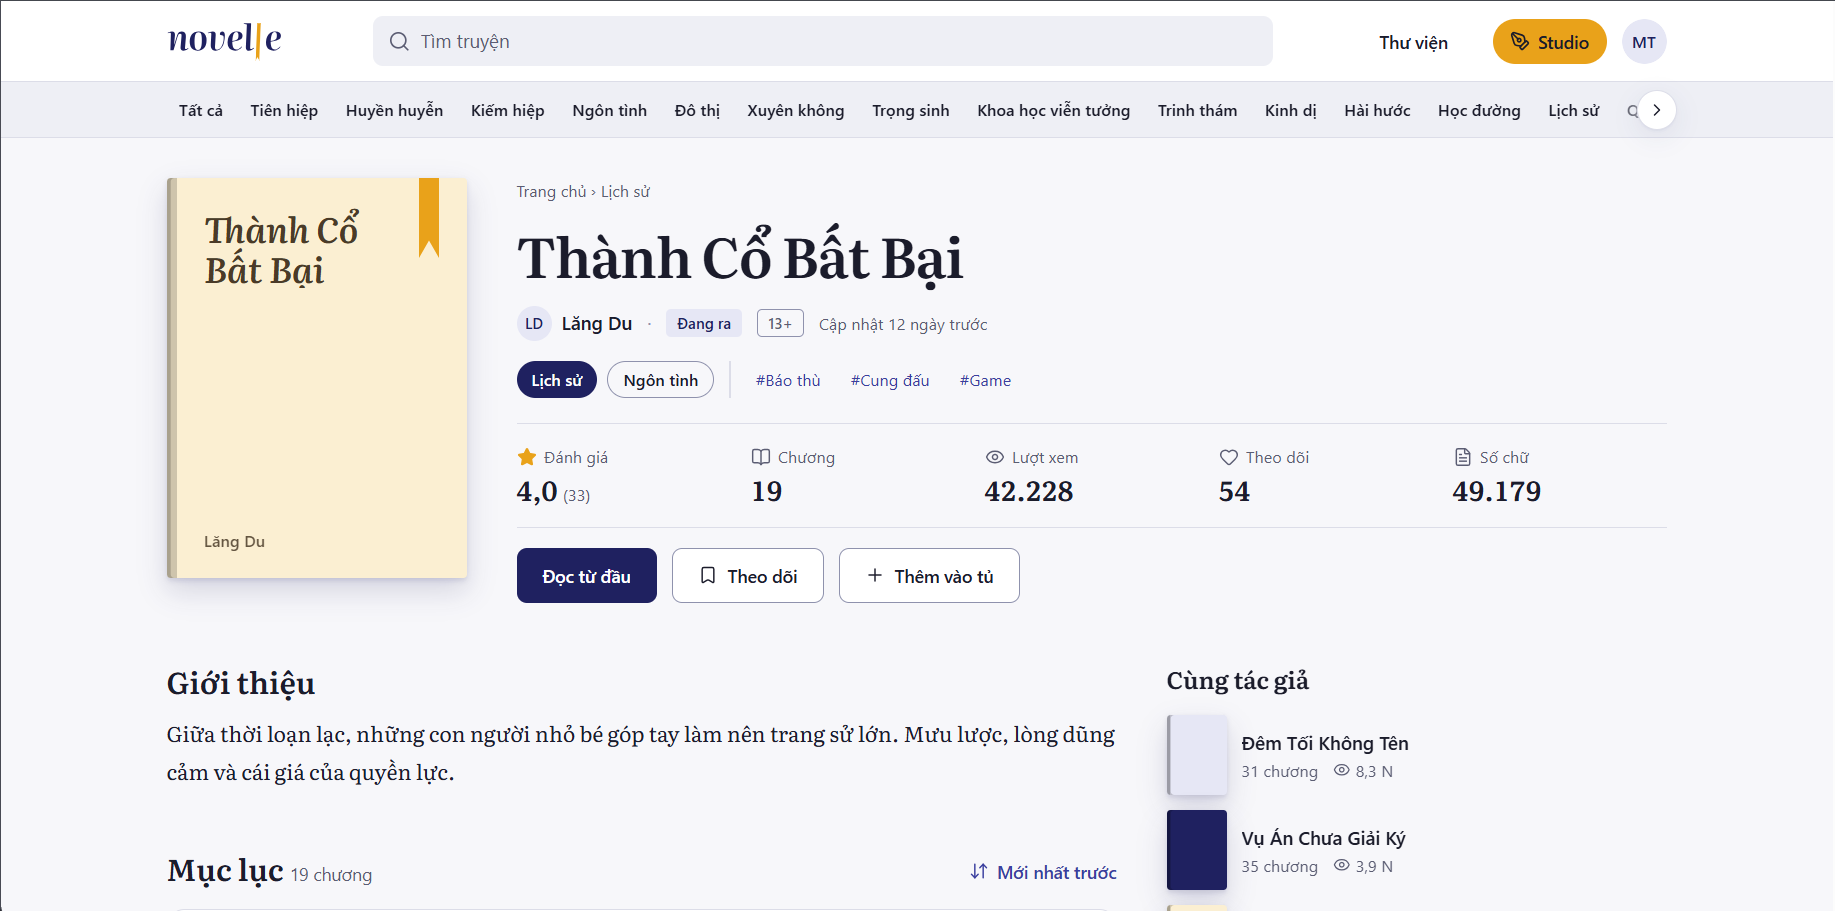 novelle
Tìm truyện
Thư viện
Studio
MT
Tất cả Tiên hiệp Huyền huyễn Kiếm hiệp Ngôn tình Đô thị Xuyên không Trọng sinh Khoa học viễn tưởng Trinh thám Kinh dị Hài hước Học đường Lịch sử
Thành Cổ
Bất Bại
Lăng Du
Trang chủ › Lịch sử
Thành Cổ Bất Bại
LD Lăng Du · Đang ra 13+ Cập nhật 12 ngày trước
Lịch sử Ngôn tình #Báo thù #Cung đấu #Game
Đánh giá Chương Lượt xem Theo dõi Số chữ
4,0 (33) 19 42.228 54 49.179
Đọc từ đầu Theo dõi Thêm vào tủ
Giới thiệu
Giữa thời loạn lạc, những con người nhỏ bé góp tay làm nên trang sử lớn. Mưu lược, lòng dũng
cảm và cái giá của quyền lực.
Mục lục 19 chương
Mới nhất trước
Cùng tác giả
Đêm Tối Không Tên
31 chương 8,3 N
Vụ Án Chưa Giải Ký
35 chương 3,9 N